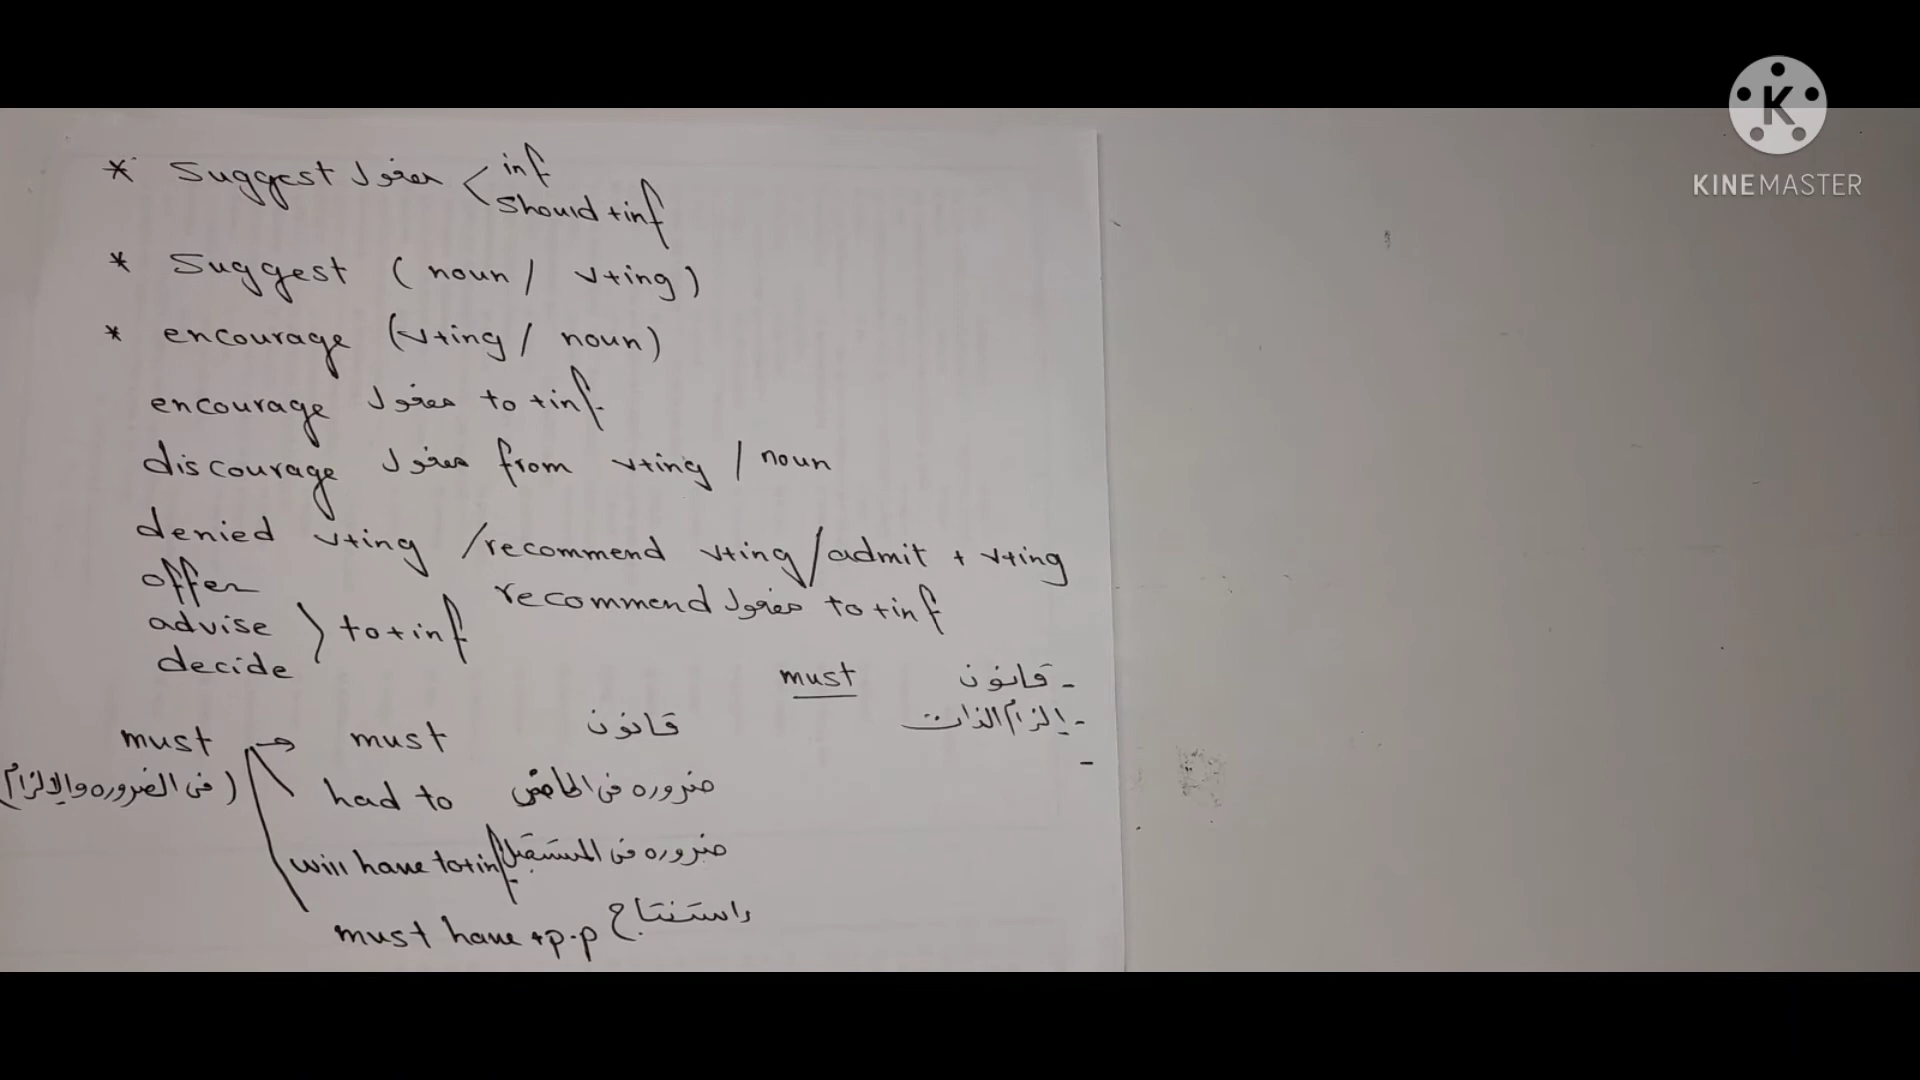 * Suggest مفعول < inf
should + inf
* Suggest ( noun / v+ing )
* encourage (v+ing / noun)
encourage مفعول to + inf
discourage مفعول from v+ing / noun
denied v+ing / recommend v+ing / admit + v+ing
offer
advise
decide } to + inf
recommend مفعول to + inf
must - قانون
- إلزام الذات
-
must → must قانون
(فى الضروره والإلزام)
had to ضروره فى الماضى
will have to+inf ضروره فى المستقبل
must have + p.p استنتاج
KINEMASTER